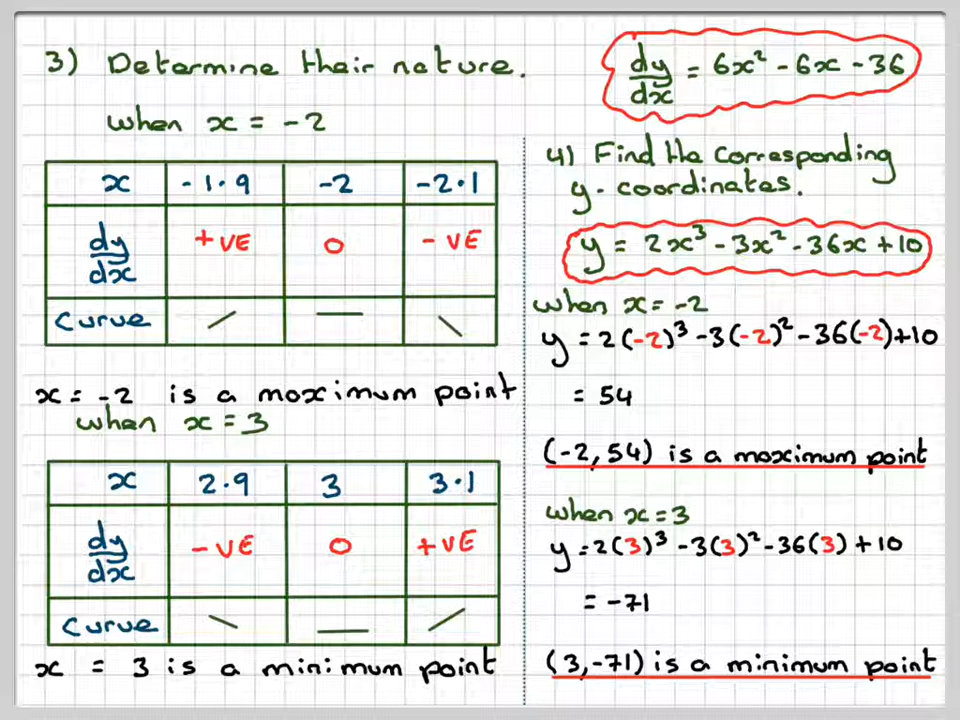 3) Determine their nature.
when x = -2
x -1.9 -2 -2.1
dy/dx +VE 0 -VE
Curve / — \
x = -2 is a maximum point
when x = 3
x 2.9 3 3.1
dy/dx -VE 0 +VE
Curve \ — /
x = 3 is a minimum point
dy/dx = 6x² - 6x - 36
4) Find the corresponding
y-coordinates.
y = 2x³ - 3x² - 36x + 10
when x = -2
y = 2(-2)³ - 3(-2)² - 36(-2) + 10
= 54
(-2, 54) is a maximum point
when x = 3
y = 2(3)³ - 3(3)² - 36(3) + 10
= -71
(3, -71) is a minimum point